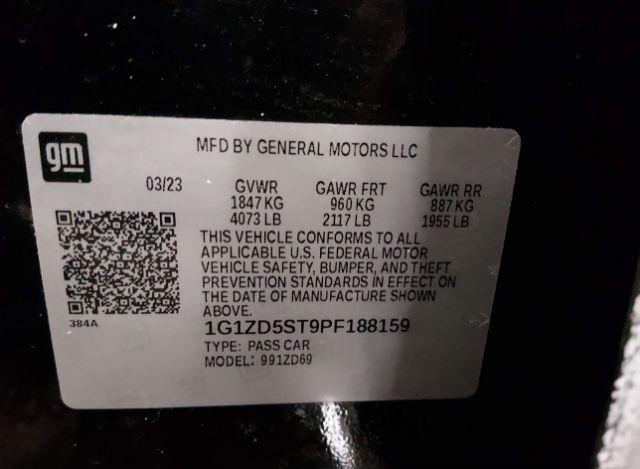 gm
MFD BY GENERAL MOTORS LLC
03/23 GVWR GAWR FRT GAWR RR
1847 KG 960 KG 887 KG
4073 LB 2117 LB 1955 LB
THIS VEHICLE CONFORMS TO ALL
APPLICABLE U.S. FEDERAL MOTOR
VEHICLE SAFETY, BUMPER, AND THEFT
PREVENTION STANDARDS IN EFFECT ON
THE DATE OF MANUFACTURE SHOWN
ABOVE.
384A
1G1ZD5ST9PF188159
TYPE: PASS CAR
MODEL: 991ZD69